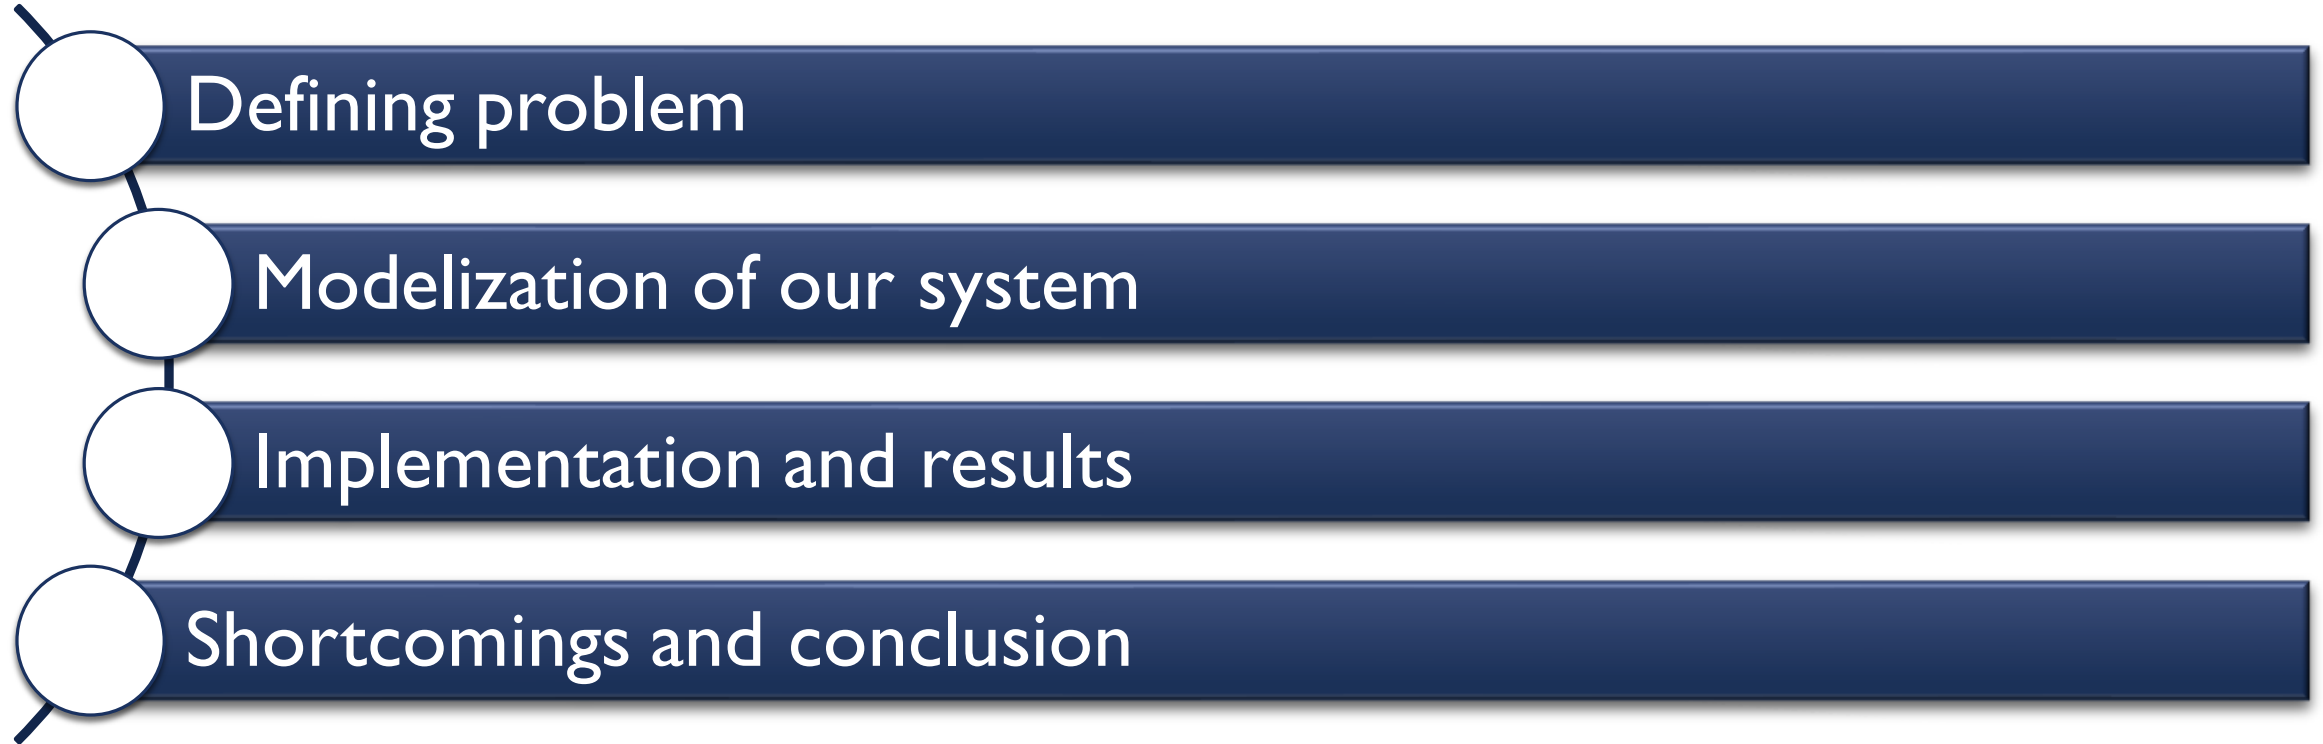 Defining problem
Modelization of our system
Implementation and results
Shortcomings and conclusion